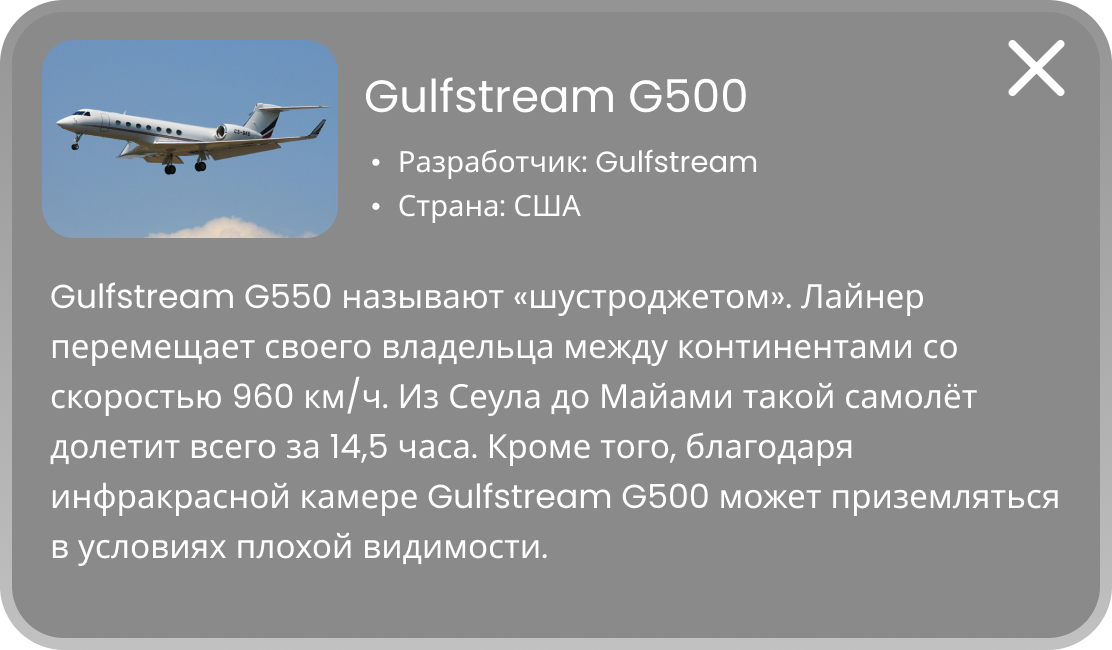 Gulfstream G500
• Разработчик: Gulfstream
• Страна: США
Gulfstream G550 называют «шустроджетом». Лайнер
перемещает своего владельца между континентами со
скоростью 960 км/ч. Из Сеула до Майами такой самолёт
долетит всего за 14,5 часа. Кроме того, благодаря
инфракрасной камере Gulfstream G500 может приземляться
в условиях плохой видимости.